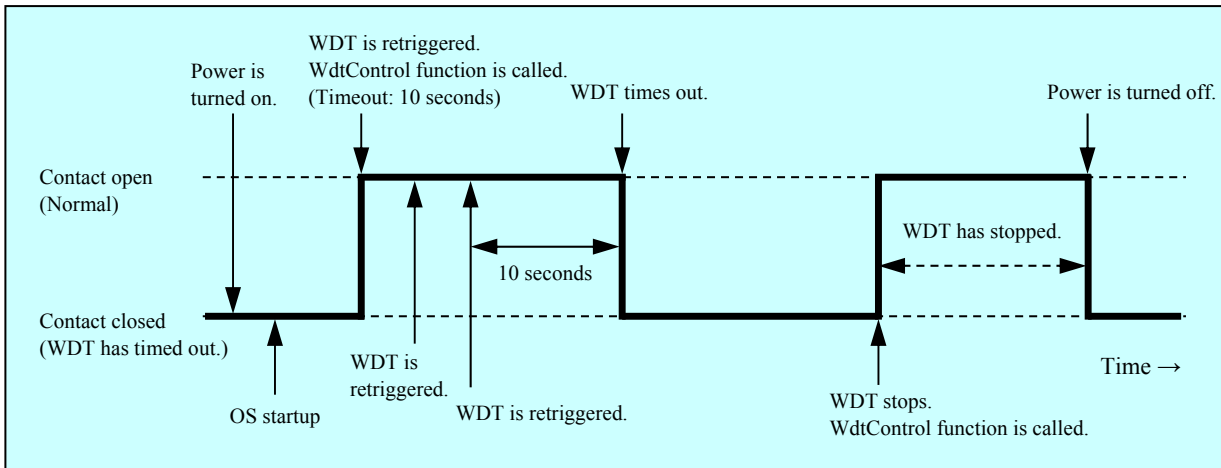 WDT is retriggered.
WdtControl function is called.
(Timeout: 10 seconds)
Power is
turned on.
WDT times out.
Power is turned off.
Contact open
(Normal)
WDT has stopped.
10 seconds
Contact closed
(WDT has timed out.)
WDT is
retriggered.
Time →
OS startup
WDT is retriggered.
WDT stops.
WdtControl function is called.